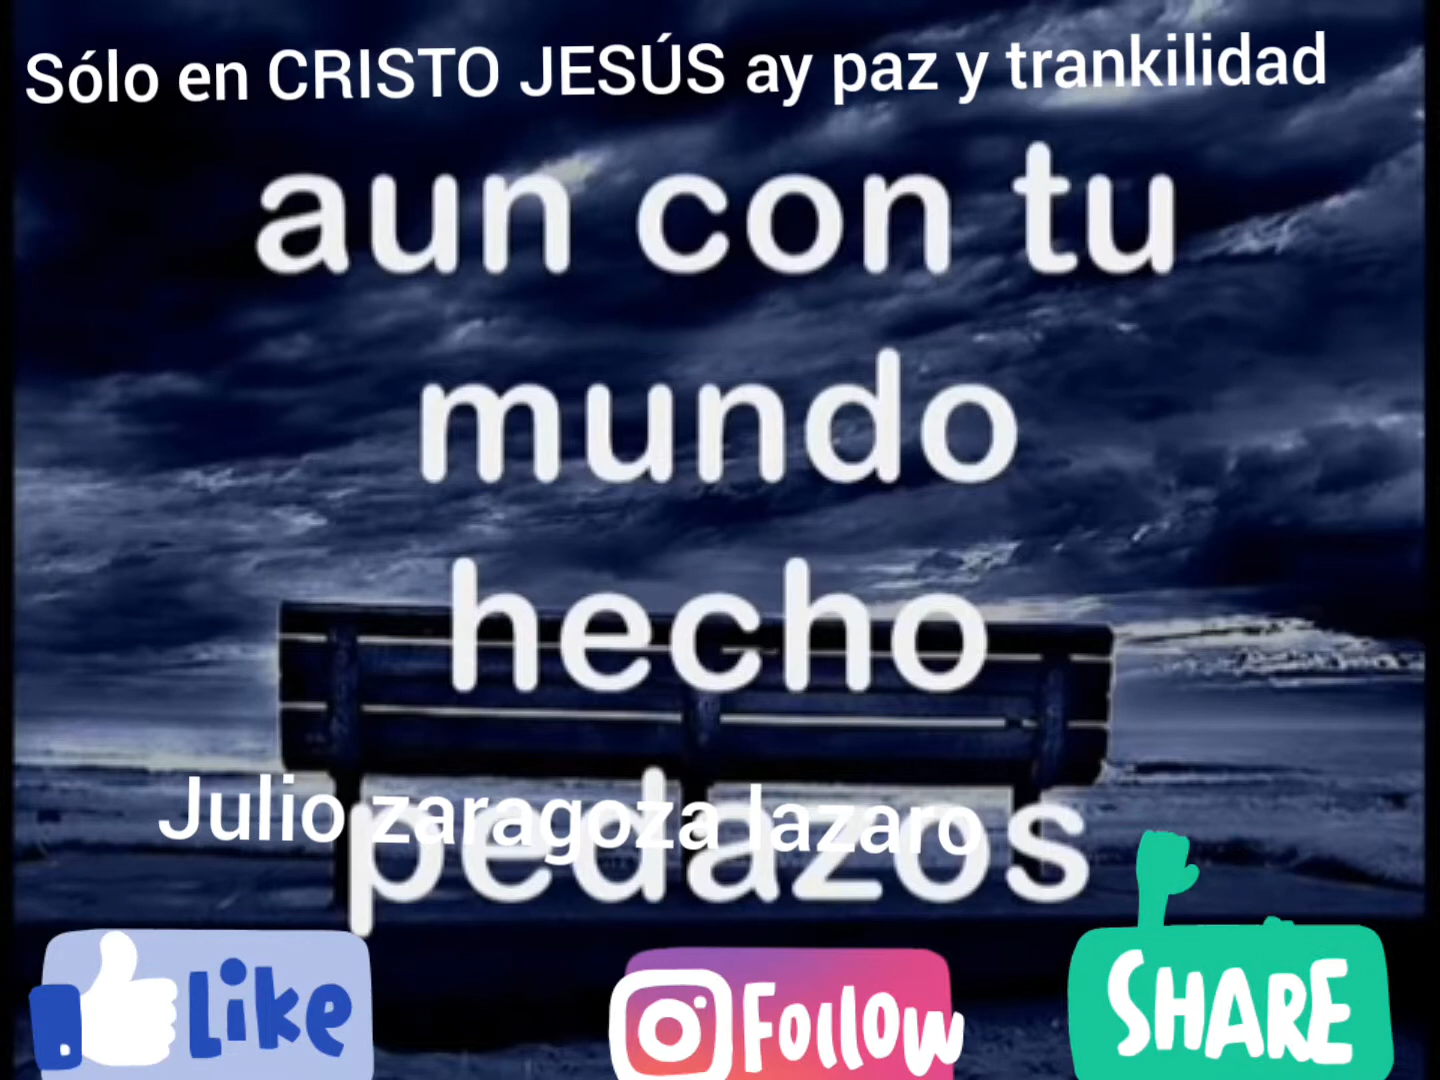 Sólo en CRISTO JESÚS ay paz y trankilidad
aun con tu
mundo
hecho
Julio zaragoza lazaro
pedazos
Like
Follow
SHARE